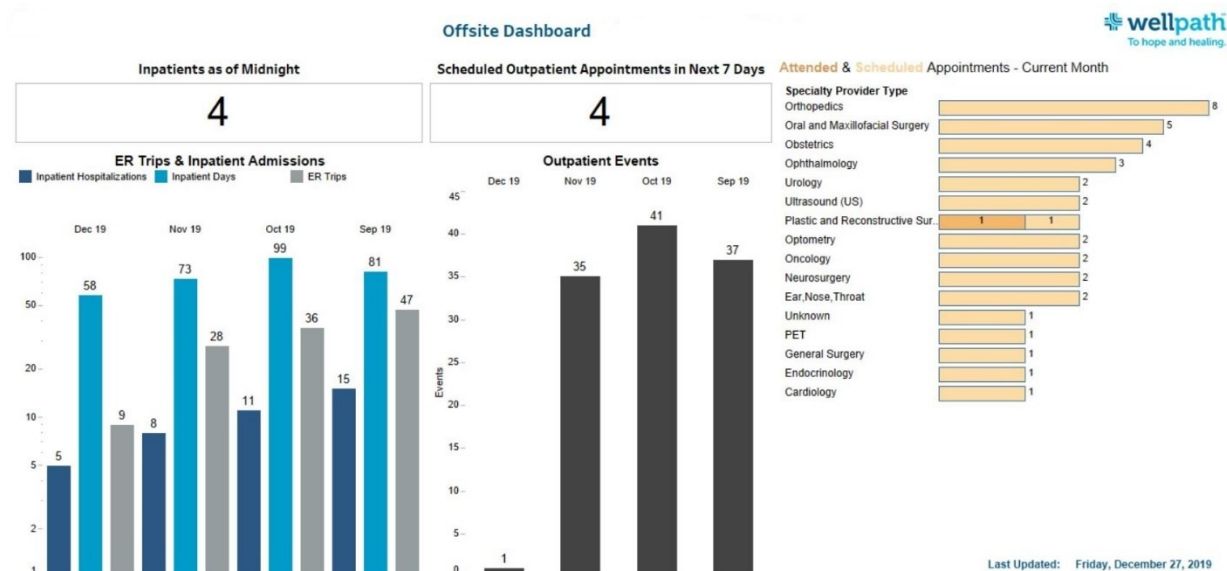 Offsite Dashboard
wellpath
To hope and healing.
Inpatients as of Midnight
4
Scheduled Outpatient Appointments in Next 7 Days
4
ER Trips & Inpatient Admissions
Inpatient Hospitalizations Inpatient Days ER Trips
Dec 19 Nov 19 Oct 19 Sep 19
100
50
20
10
5
2
1
5 58 9 8 73 28 11 99 36 15 81 47
Outpatient Events
Dec 19 Nov 19 Oct 19 Sep 19
Events
45
40
35
30
25
20
15
10
5
0
1 35 41 37
Attended & Scheduled Appointments - Current Month
Specialty Provider Type
Orthopedics 8
Oral and Maxillofacial Surgery 5
Obstetrics 4
Ophthalmology 3
Urology 2
Ultrasound (US) 2
Plastic and Reconstructive Sur.. 1 1
Optometry 2
Oncology 2
Neurosurgery 2
Ear,Nose,Throat 2
Unknown 1
PET 1
General Surgery 1
Endocrinology 1
Cardiology 1
Last Updated: Friday, December 27, 2019